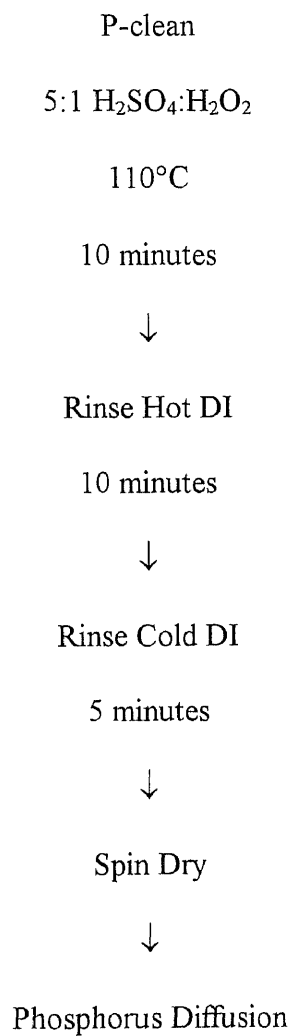 P-clean
5:1 H₂SO₄:H₂O₂
110°C
10 minutes
↓
Rinse Hot DI
10 minutes
↓
Rinse Cold DI
5 minutes
↓
Spin Dry
↓
Phosphorus Diffusion